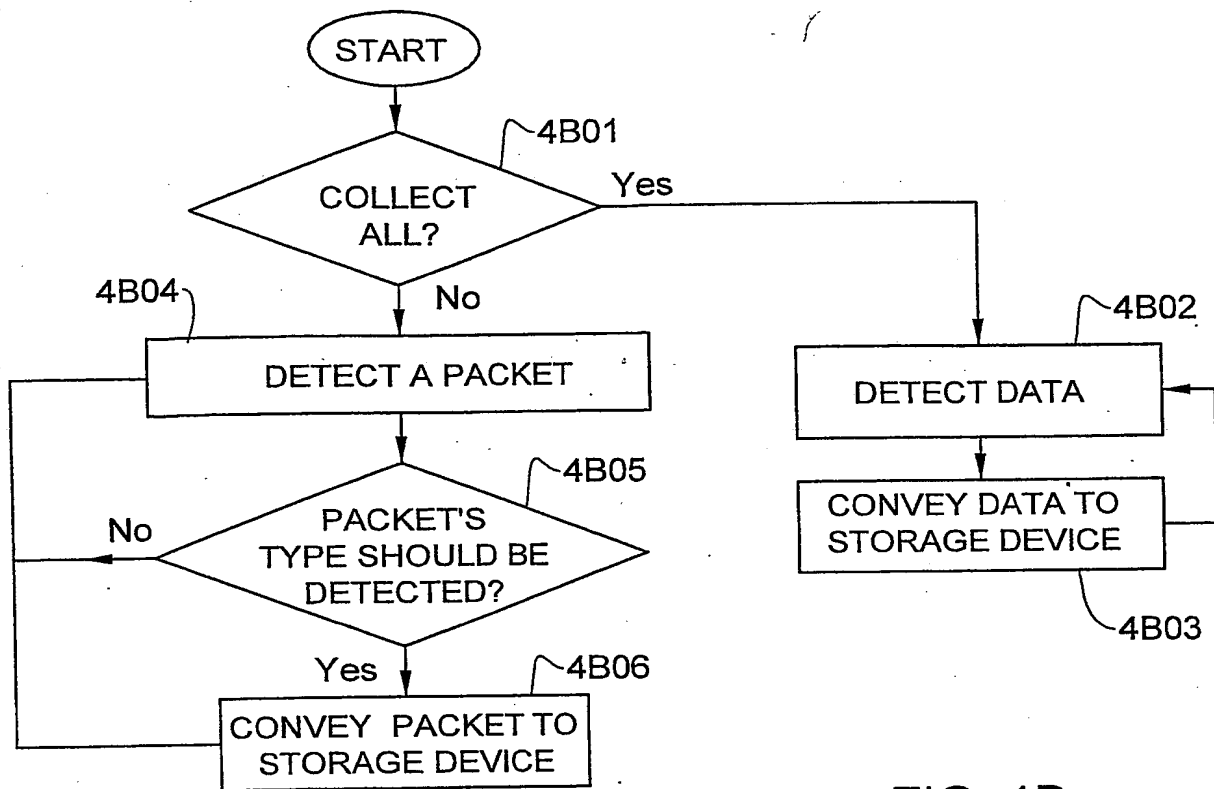 START
4B01
COLLECT
ALL?
Yes
No
4B04
DETECT A PACKET
4B02
DETECT DATA
4B05
PACKET'S
TYPE SHOULD BE
DETECTED?
No
CONVEY DATA TO
STORAGE DEVICE
4B03
Yes
4B06
CONVEY PACKET TO
STORAGE DEVICE